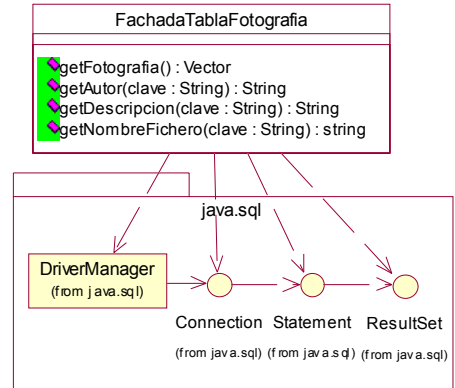 FachadaTablaFotografia
getFotografia() : Vector
getAutor(clave : String) : String
getDescripcion(clave : String) : String
getNombreFichero(clave : String) : string
java.sql
DriverManager
(from java.sql)
Connection Statement ResultSet
(from java.sql) (from java.sql) (from java.sql)